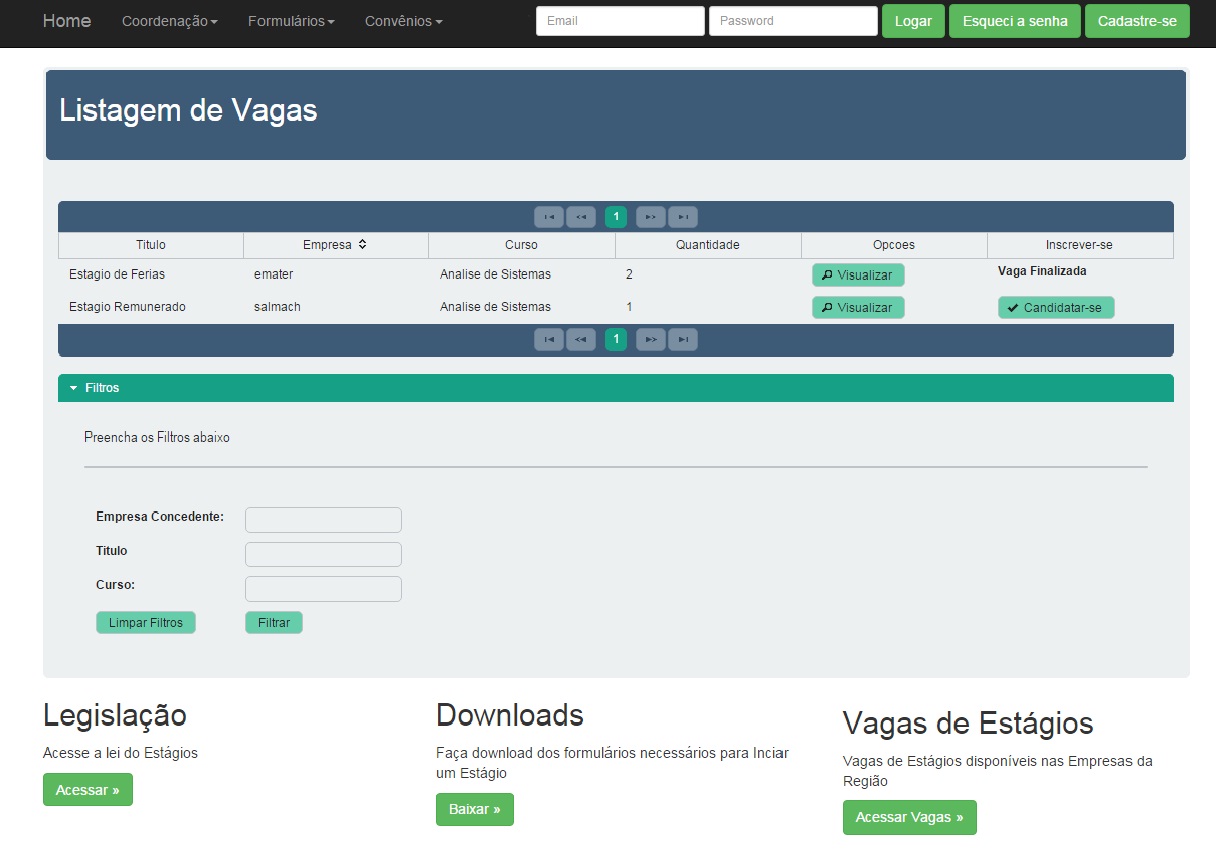 Home Coordenação Formulários Convênios Email Password Logar Esqueci a senha Cadastre-se
Listagem de Vagas
1
Titulo Empresa Curso Quantidade Opcoes Inscrever-se
Estagio de Ferias emater Analise de Sistemas 2 Visualizar Vaga Finalizada
Estagio Remunerado salmach Analise de Sistemas 1 Visualizar Candidatar-se
1
Filtros
Preencha os Filtros abaixo
Empresa Concedente:
Titulo
Curso:
Limpar Filtros Filtrar
Legislação
Acesse a lei do Estágios
Acessar »
Downloads
Faça download dos formulários necessários para Inciar
um Estágio
Baixar »
Vagas de Estágios
Vagas de Estágios disponíveis nas Empresas da
Região
Acessar Vagas »